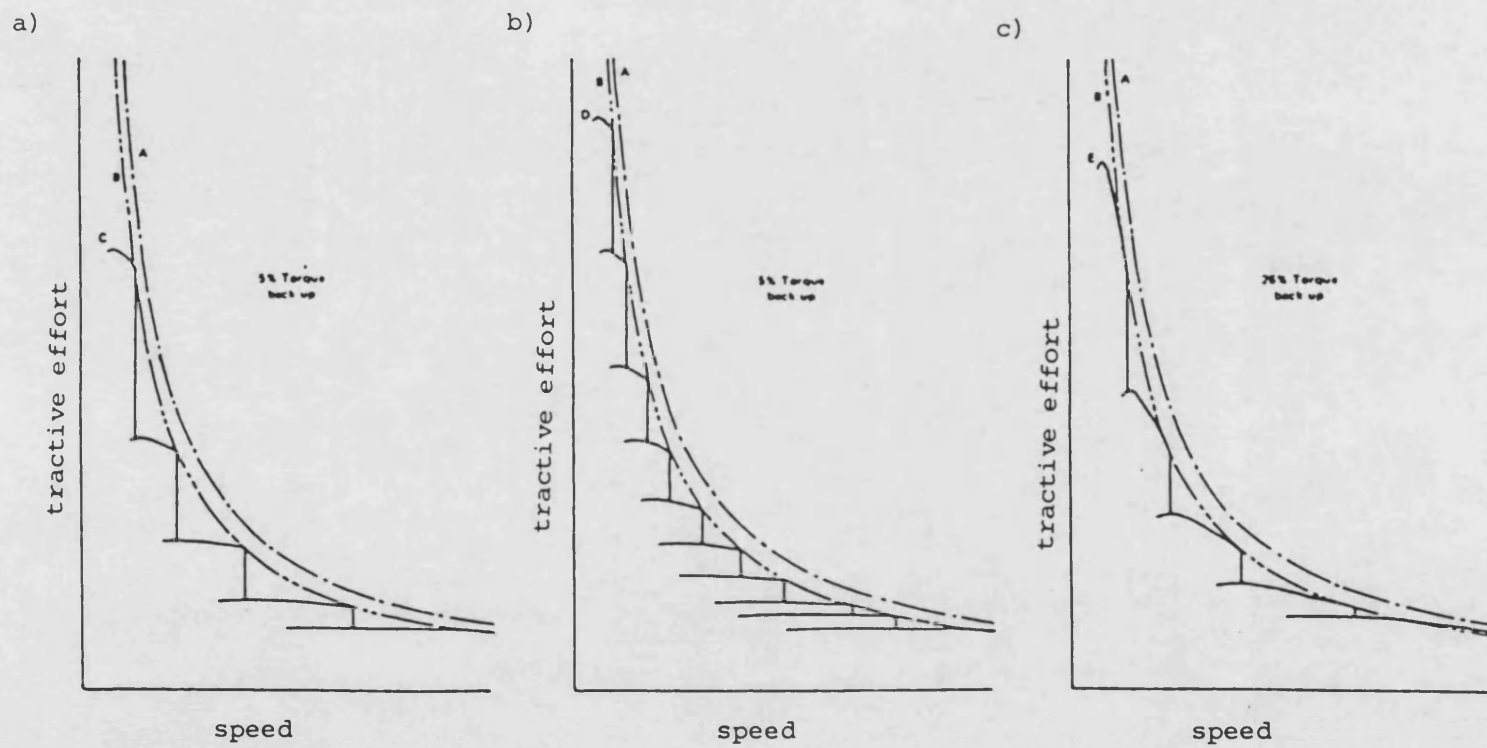 a)
A
B
C
5% Torque
back up
tractive effort
speed
b)
A
B
D
5% Torque
back up
tractive effort
speed
c)
A
B
E
26% Torque
back up
tractive effort
speed